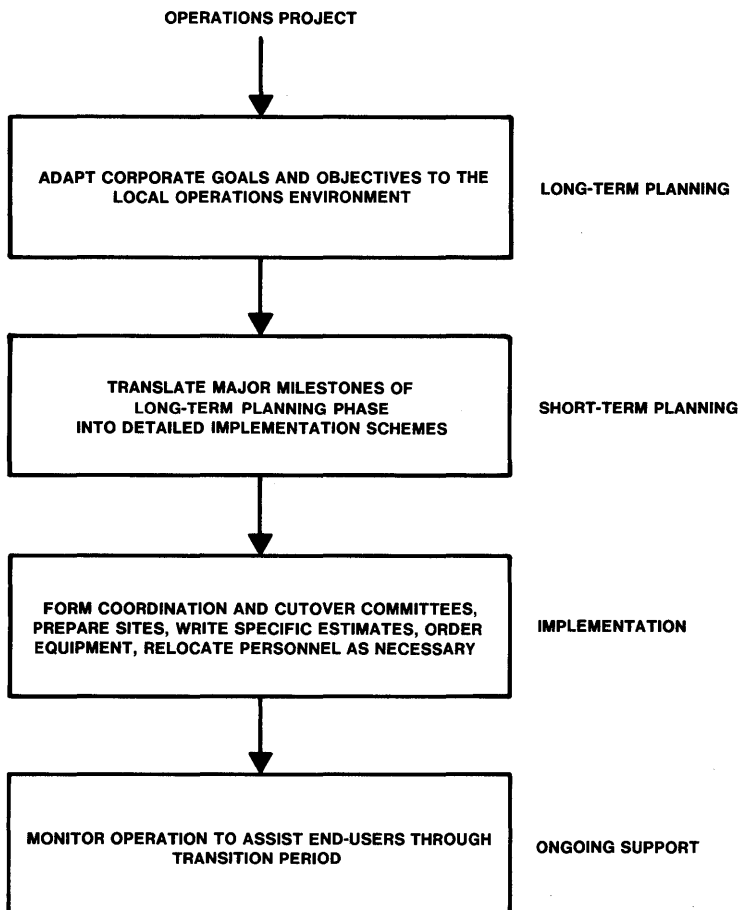 OPERATIONS PROJECT
ADAPT CORPORATE GOALS AND OBJECTIVES TO THE
LOCAL OPERATIONS ENVIRONMENT
LONG-TERM PLANNING
TRANSLATE MAJOR MILESTONES OF
LONG-TERM PLANNING PHASE
INTO DETAILED IMPLEMENTATION SCHEMES
SHORT-TERM PLANNING
FORM COORDINATION AND CUTOVER COMMITTEES,
PREPARE SITES, WRITE SPECIFIC ESTIMATES, ORDER
EQUIPMENT, RELOCATE PERSONNEL AS NECESSARY
IMPLEMENTATION
MONITOR OPERATION TO ASSIST END-USERS THROUGH
TRANSITION PERIOD
ONGOING SUPPORT